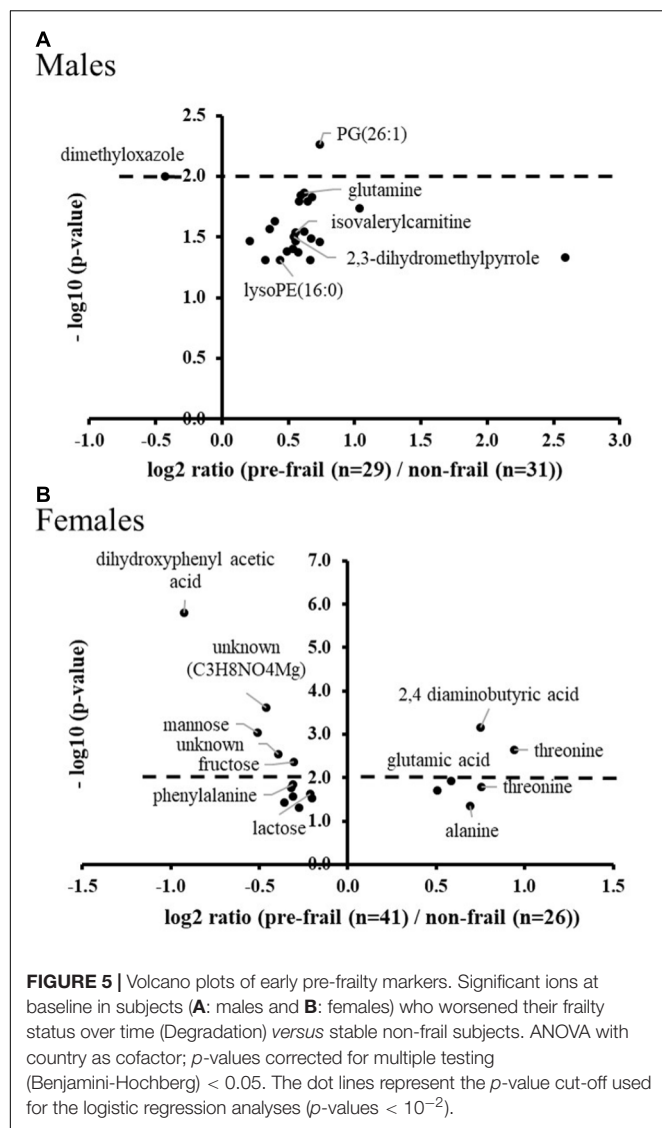 A
Males
2.5
PG(26:1)
dimethyloxazole
2.0
glutamine
isovalerylcarnitine
1.5
2,3-dihydromethylpyrrole
lysoPE(16:0)
1.0
0.5
0.0
- log10 (p-value)
-1.0 -0.5 0.0 0.5 1.0 1.5 2.0 2.5 3.0
log2 ratio (pre-frail (n=29) / non-frail (n=31))
B
Females
dihydroxyphenyl acetic
acid
7.0
6.0
5.0
unknown
(C3H8NO4Mg)
4.0
2,4 diaminobutyric acid
mannose
3.0
unknown
threonine
fructose
glutamic acid
2.0
phenylalanine
threonine
lactose
1.0
alanine
0.0
- log10 (p-value)
-1.5 -1.0 -0.5 0.0 0.5 1.0 1.5
log2 ratio (pre-frail (n=41) / non-frail (n=26))
FIGURE 5 | Volcano plots of early pre-frailty markers. Significant ions at
baseline in subjects (A: males and B: females) who worsened their frailty
status over time (Degradation) versus stable non-frail subjects. ANOVA with
country as cofactor; p-values corrected for multiple testing
(Benjamini-Hochberg) < 0.05. The dot lines represent the p-value cut-off used
for the logistic regression analyses (p-values < 10⁻²).